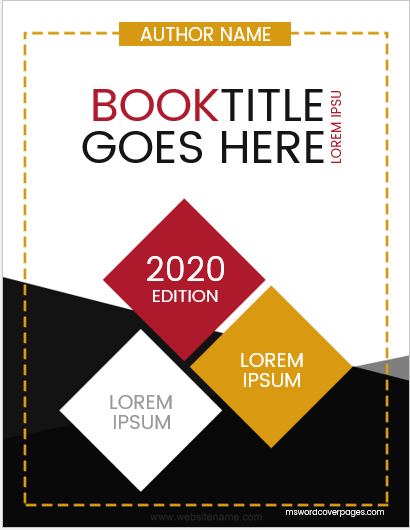 AUTHOR NAME
BOOKTITLE
GOES HERE
LOREM IPSU
2020
EDITION
LOREM
IPSUM
LOREM
IPSUM
mswordcoverpages.com
www.websitename.com